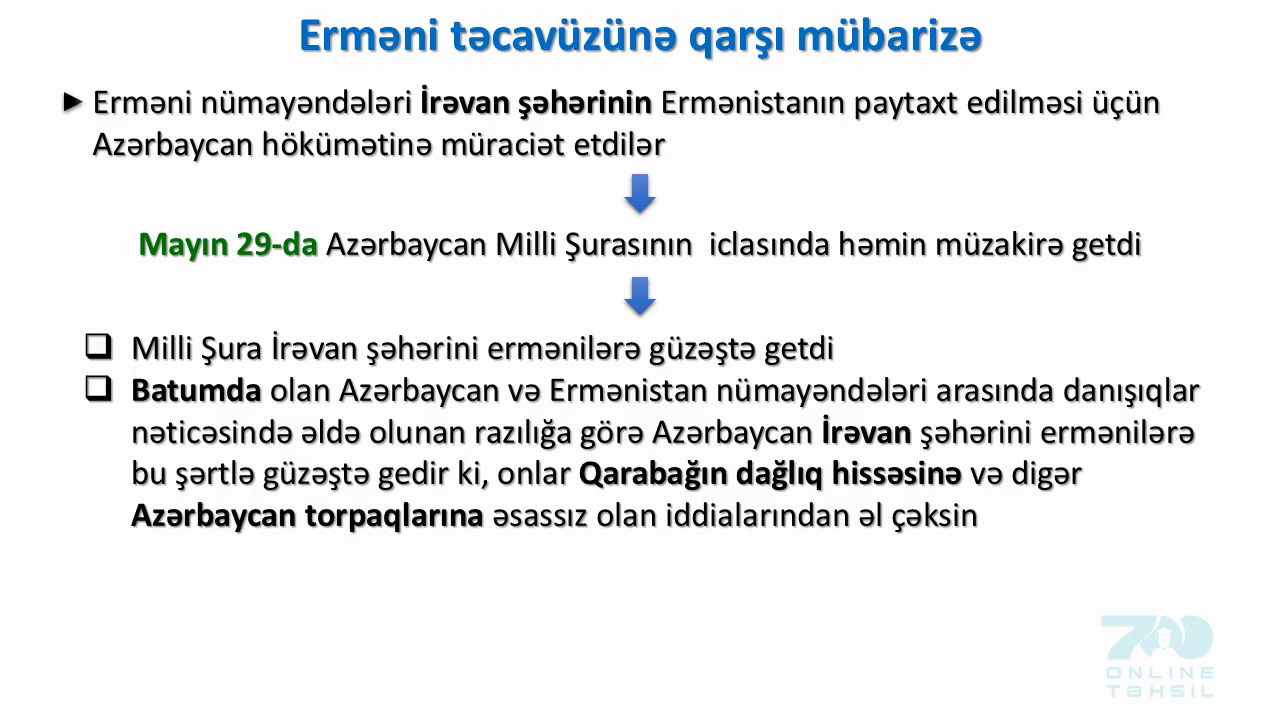 Erməni təcavüzünə qarşı mübarizə
Erməni nümayəndələri İrəvan şəhərinin Ermənistanın paytaxt edilməsi üçün
Azərbaycan hökümətinə müraciət etdilər
Mayın 29-da Azərbaycan Milli Şurasının iclasında həmin müzakirə getdi
Milli Şura İrəvan şəhərini ermənilərə güzəştə getdi
Batumda olan Azərbaycan və Ermənistan nümayəndələri arasında danışıqlar
nəticəsində əldə olunan razılığa görə Azərbaycan İrəvan şəhərini ermənilərə
bu şərtlə güzəştə gedir ki, onlar Qarabağın dağlıq hissəsinə və digər
Azərbaycan torpaqlarına əsassız olan iddialarından əl çəksin
700
ONLINE
TƏHSİL